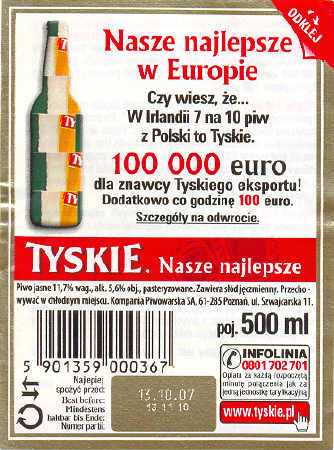 ODKLEJ
Nasze najlepsze
w Europie
Czy wiesz, że...
W Irlandii 7 na 10 piw
z Polski to Tyskie.
100 000 euro
dla znawcy Tyskiego eksportu!
Dodatkowo co godzinę 100 euro.
Szczegóły na odwrocie.
TYSKIE. Nasze najlepsze
Piwo jasne 11,7% wag., alk. 5,6% obj., pasteryzowane. Zawiera słód jęczmienny. Przecho-
wywać w chłodnym miejscu. Kompania Piwowarska SA, 61-285 Poznań, ul. Szwajcarska 11.
poj. 500 ml
5 901359 000367
INFOLINIA
0801 702 701
Opłata za każdą rozpoczętą
minutę połączenia jak za
jedną jednostkę taryfikacyjną
www.tyskie.pl
Najlepiej
spożyć przed:
Best before:
Mindestens
haltbar bis Ende:
Numer partii:
13.10.07